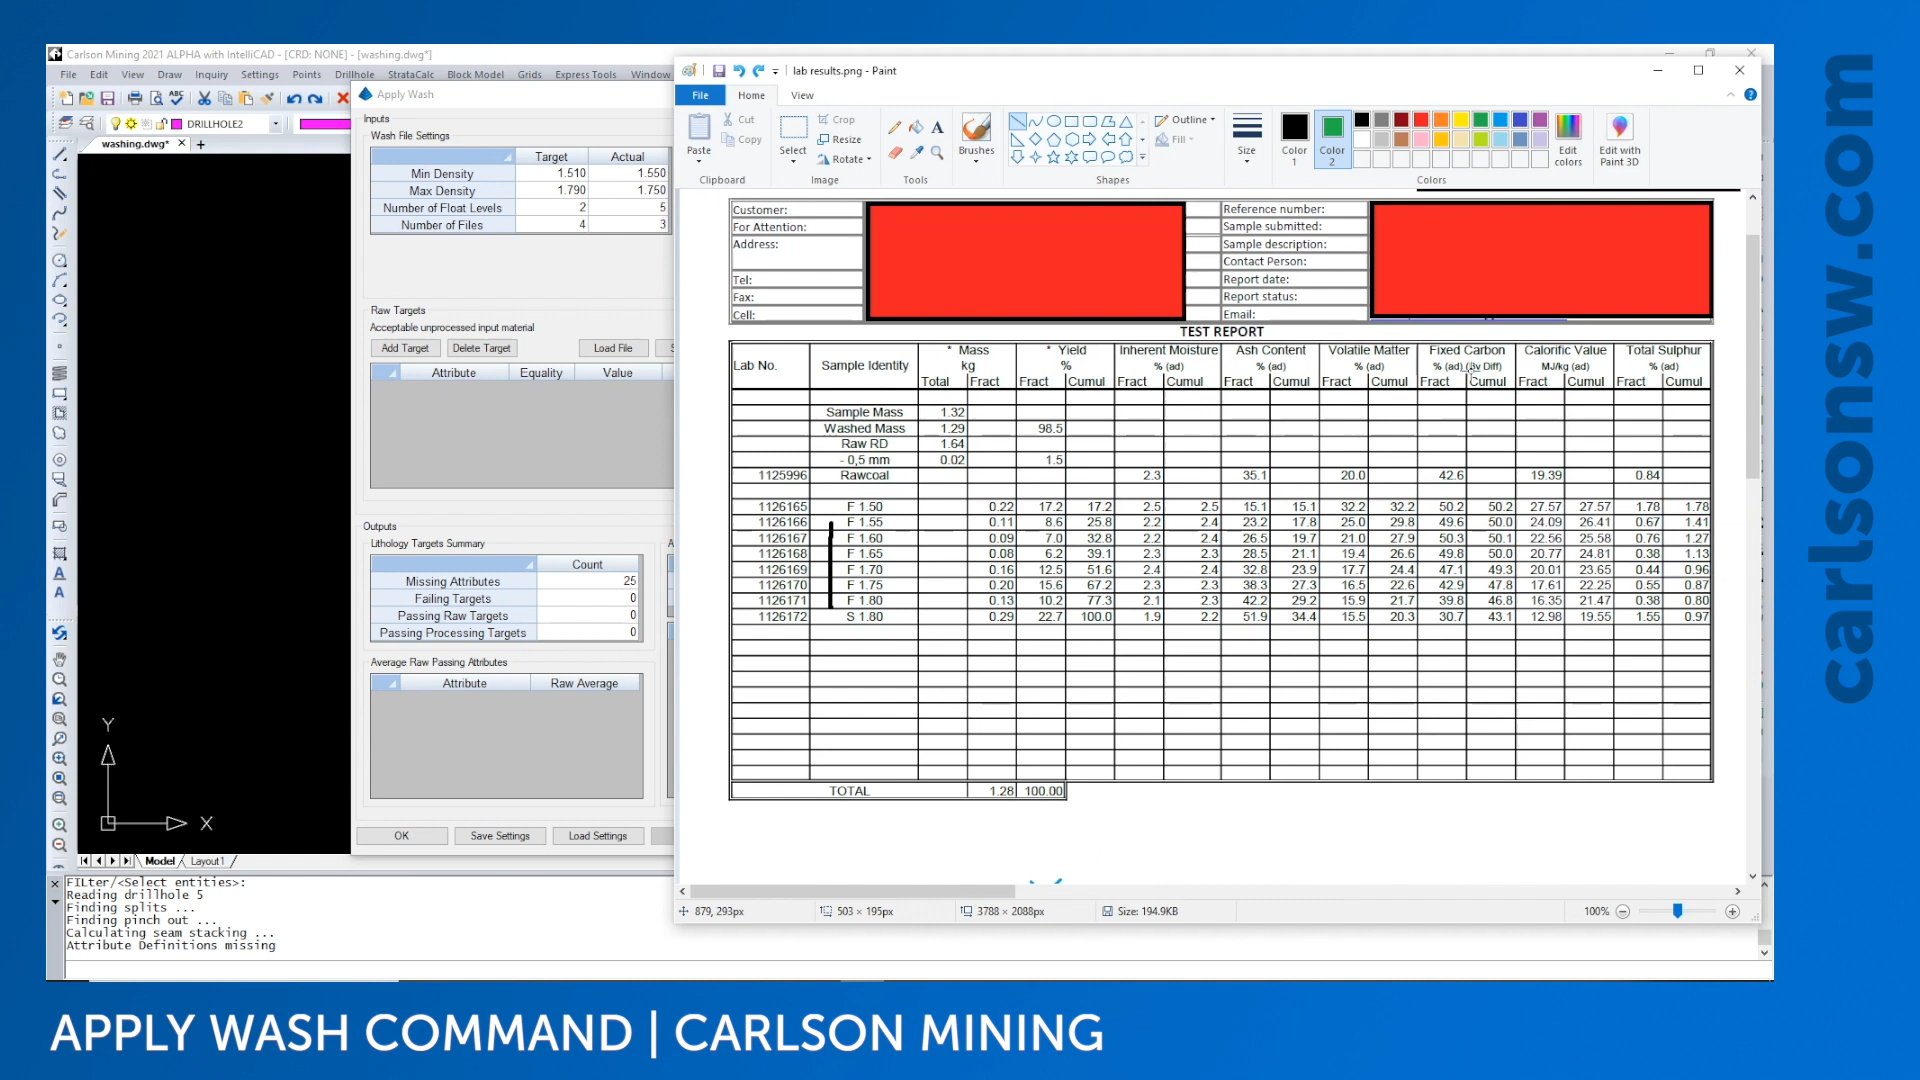 Carlson Mining 2021 ALPHA with IntelliCAD - [CRD: NONE] - [washing.dwg*]
File Edit View Draw Inquiry Settings Points Drillhole StrataCalc Block Model Grids Express Tools Window
DRILLHOLE2
washing.dwg*
Apply Wash
Inputs
Wash File Settings
Target Actual
Min Density 1.510 1.550
Max Density 1.790 1.750
Number of Float Levels 2 5
Number of Files 4 3
Raw Targets
Acceptable unprocessed input material
Add Target Delete Target Load File
Attribute Equality Value
Outputs
Lithology Targets Summary
Count
Missing Attributes 25
Failing Targets 0
Passing Raw Targets 0
Passing Processing Targets 0
Average Raw Passing Attributes
Attribute Raw Average
OK Save Settings Load Settings
Y
X
Model Layout1
FILter/<Select entities>:
Reading drillhole 5
Finding splits ...
Finding pinch out ...
Calculating seam stacking ...
Attribute Definitions missing
lab results.png - Paint
File Home View
Paste Cut Copy
Select Crop Resize Rotate
Brushes
Outline Fill
Size
Color 1
Color 2
Edit colors
Edit with Paint 3D
Clipboard Image Tools Shapes Colors
Customer: Reference number:
For Attention: Sample submitted:
Address: Sample description:
Contact Person:
Tel: Report date:
Fax: Report status:
Cell: Email:
TEST REPORT
Lab No. Sample Identity * Mass kg * Yield % Inherent Moisture % (ad) Ash Content % (ad) Volatile Matter % (ad) Fixed Carbon % (ad) (By Diff) Calorific Value MJ/kg (ad) Total Sulphur % (ad)
Total Fract Fract Cumul Fract Cumul Fract Cumul Fract Cumul Fract Cumul Fract Cumul Fract Cumul
Sample Mass 1.32
Washed Mass 1.29 98.5
Raw RD 1.64
- 0,5 mm 0.02 1.5
1125996 Rawcoal 2.3 35.1 20.0 42.6 19.39 0.84
1126165 F 1.50 0.22 17.2 17.2 2.5 2.5 15.1 15.1 32.2 32.2 50.2 50.2 27.57 27.57 1.78 1.78
1126166 F 1.55 0.11 8.6 25.8 2.2 2.4 23.2 17.8 25.0 29.8 49.6 50.0 24.09 26.41 0.67 1.41
1126167 F 1.60 0.09 7.0 32.8 2.2 2.4 26.5 19.7 21.0 27.9 50.3 50.1 22.56 25.58 0.76 1.27
1126168 F 1.65 0.08 6.2 39.1 2.3 2.3 28.5 21.1 19.4 26.6 49.8 50.0 20.77 24.81 0.38 1.13
1126169 F 1.70 0.16 12.5 51.6 2.4 2.4 32.8 23.9 17.7 24.4 47.1 49.3 20.01 23.65 0.44 0.96
1126170 F 1.75 0.20 15.6 67.2 2.3 2.3 38.3 27.3 16.5 22.6 42.9 47.8 17.61 22.25 0.55 0.87
1126171 F 1.80 0.13 10.2 77.3 2.1 2.3 42.2 29.2 15.9 21.7 39.8 46.8 16.35 21.47 0.38 0.80
1126172 S 1.80 0.29 22.7 100.0 1.9 2.2 51.9 34.4 15.5 20.3 30.7 43.1 12.98 19.55 1.55 0.97
TOTAL 1.28 100.00
879, 293px 503 × 195px 3788 × 2088px Size: 194.9KB 100%
carlsonsw.com
APPLY WASH COMMAND | CARLSON MINING